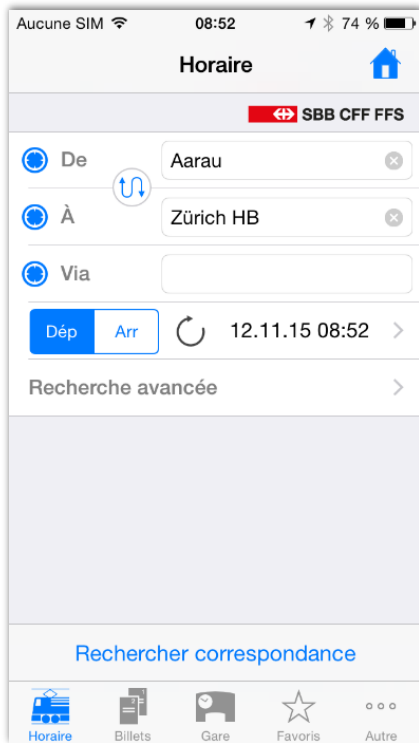 Aucune SIM 08:52 74 %
Horaire
SBB CFF FFS
De Aarau
À Zürich HB
Via
Dép Arr 12.11.15 08:52
Recherche avancée
Rechercher correspondance
Horaire Billets Gare Favoris Autre